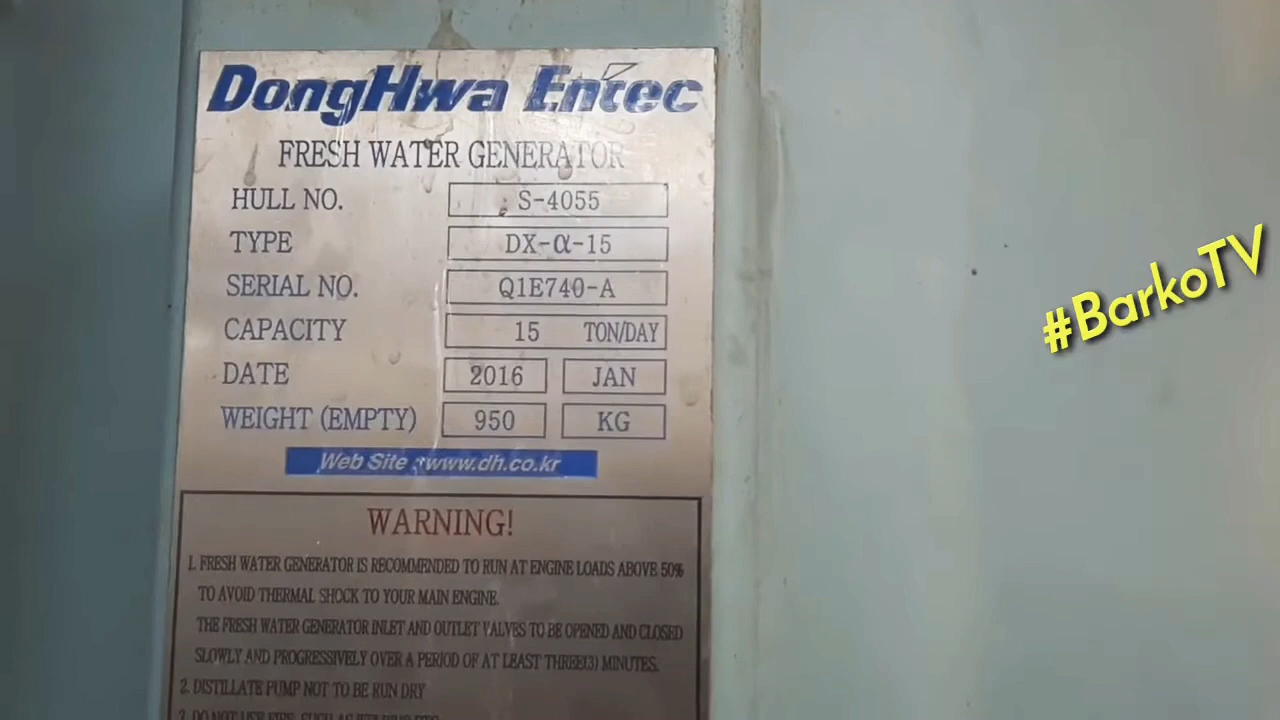 DongHwa Entec
FRESH WATER GENERATOR
HULL NO. S-4055
TYPE DX-α-15
SERIAL NO. Q1E740-A
CAPACITY 15 TON/DAY
DATE 2016 JAN
WEIGHT (EMPTY) 950 KG
Web Site : www.dh.co.kr
WARNING!
1. FRESH WATER GENERATOR IS RECOMMENDED TO RUN AT ENGINE LOADS ABOVE 50%
TO AVOID THERMAL SHOCK TO YOUR MAIN ENGINE.
THE FRESH WATER GENERATOR INLET AND OUTLET VALVES TO BE OPENED AND CLOSED
SLOWLY AND PROGRESSIVELY OVER A PERIOD OF AT LEAST THREE(3) MINUTES.
2. DISTILLATE PUMP NOT TO BE RUN DRY
#BarkoTV